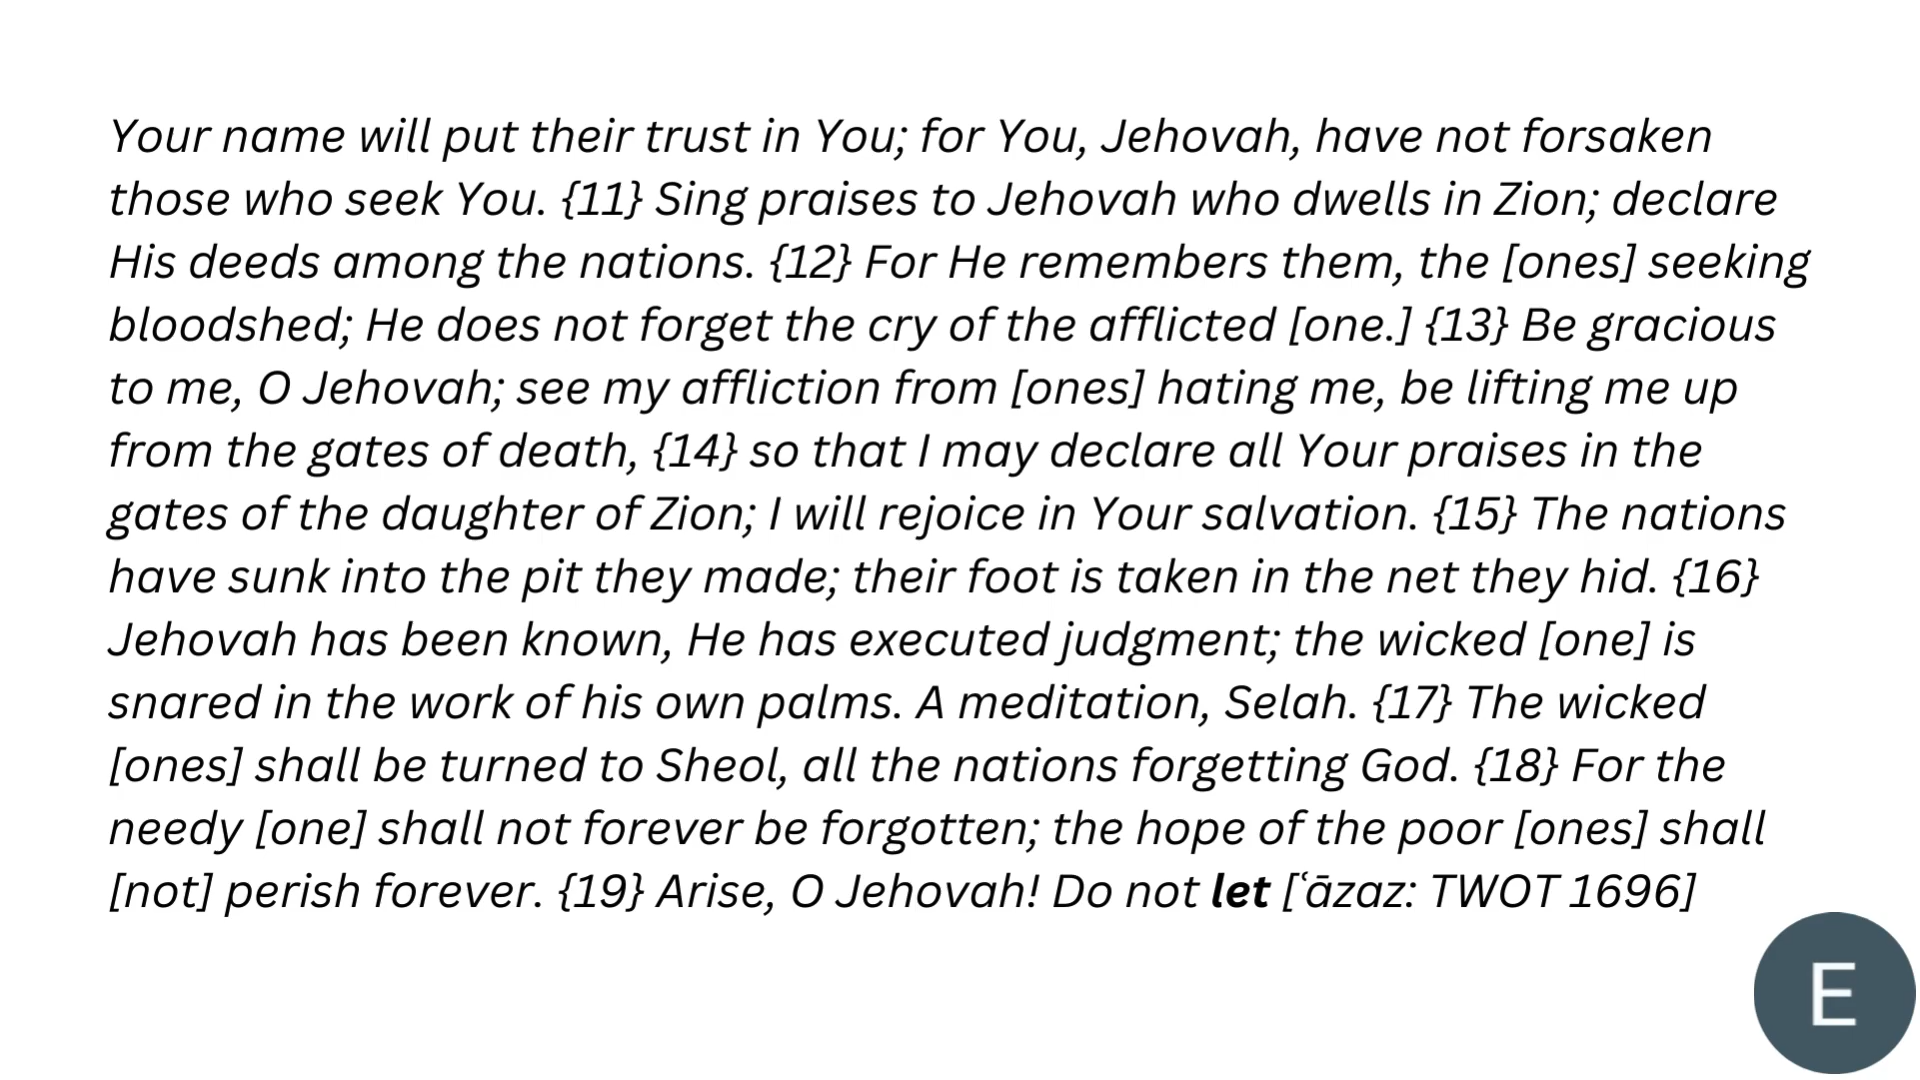 Your name will put their trust in You; for You, Jehovah, have not forsaken
those who seek You. {11} Sing praises to Jehovah who dwells in Zion; declare
His deeds among the nations. {12} For He remembers them, the [ones] seeking
bloodshed; He does not forget the cry of the afflicted [one.] {13} Be gracious
to me, O Jehovah; see my affliction from [ones] hating me, be lifting me up
from the gates of death, {14} so that I may declare all Your praises in the
gates of the daughter of Zion; I will rejoice in Your salvation. {15} The nations
have sunk into the pit they made; their foot is taken in the net they hid. {16}
Jehovah has been known, He has executed judgment; the wicked [one] is
snared in the work of his own palms. A meditation, Selah. {17} The wicked
[ones] shall be turned to Sheol, all the nations forgetting God. {18} For the
needy [one] shall not forever be forgotten; the hope of the poor [ones] shall
[not] perish forever. {19} Arise, O Jehovah! Do not let [ʿāzaz: TWOT 1696]
E